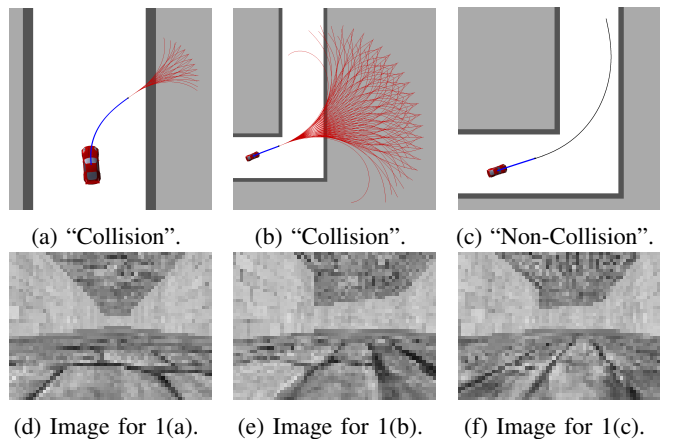 (a) “Collision”.
(b) “Collision”.
(c) “Non-Collision”.
(d) Image for 1(a).
(e) Image for 1(b).
(f) Image for 1(c).